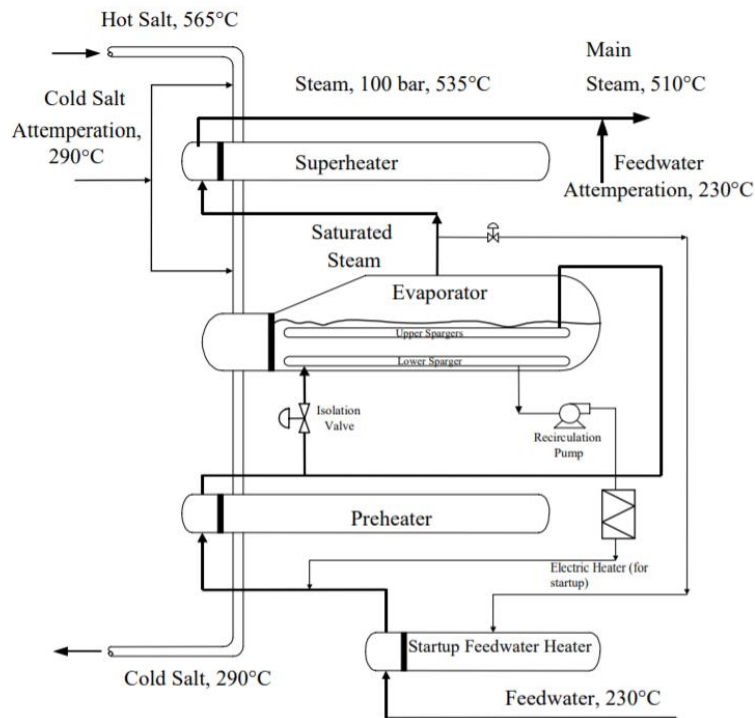 Hot Salt, 565°C
Main
Steam, 100 bar, 535°C
Steam, 510°C
Cold Salt
Attemperation,
290°C
Superheater
Feedwater
Attemperation, 230°C
Saturated
Steam
Evaporator
Upper Spargers
Lower Sparger
Isolation
Valve
Recirculation
Pump
Preheater
Electric Heater (for
startup)
Startup Feedwater Heater
Cold Salt, 290°C
Feedwater, 230°C